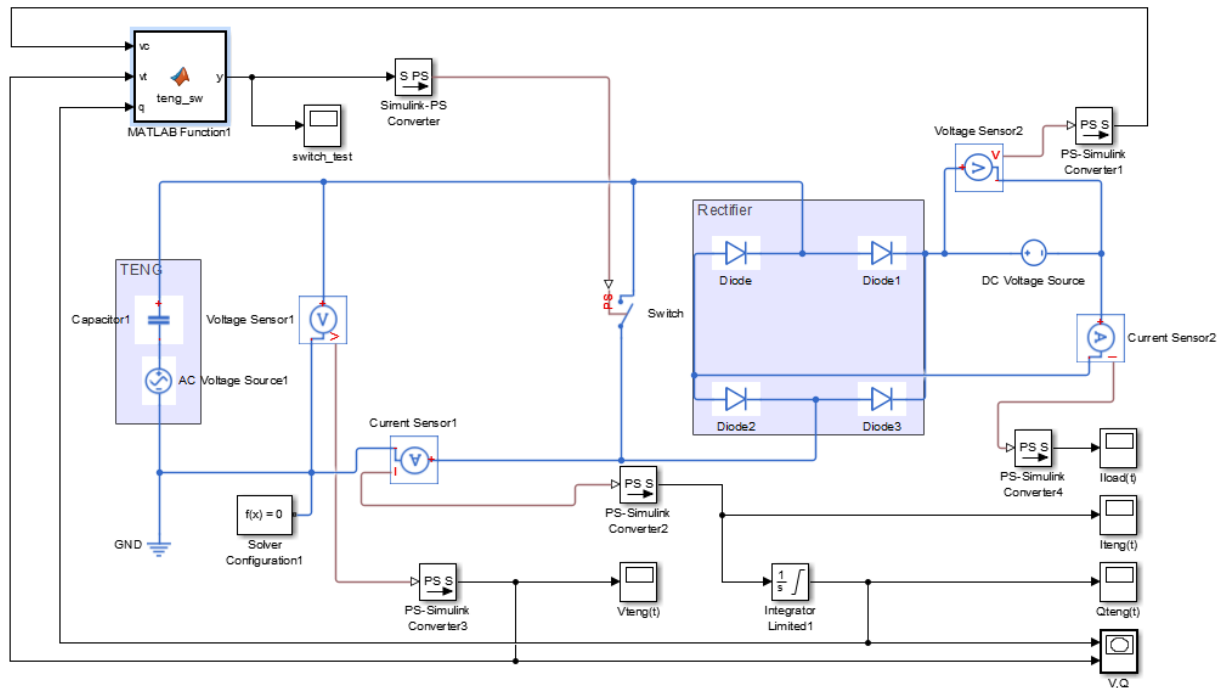 vc
vt
q
teng_sw
y
MATLAB Function1
S PS
Simulink-PS
Converter
switch_test
Voltage Sensor2
V
V
PS S
PS-Simulink
Converter1
Rectifier
Diode
Diode1
DC Voltage Source
TENG
Capacitor1
Voltage Sensor1
V
V
PS
Switch
A
I
Current Sensor2
AC Voltage Source1
Diode2
Diode3
Current Sensor1
A
I
PS S
PS-Simulink
Converter4
Iload(t)
f(x) = 0
Solver
Configuration1
GND
PS S
PS-Simulink
Converter2
Iteng(t)
PS S
PS-Simulink
Converter3
Vteng(t)
1
s
Integrator
Limited1
Qteng(t)
V,Q